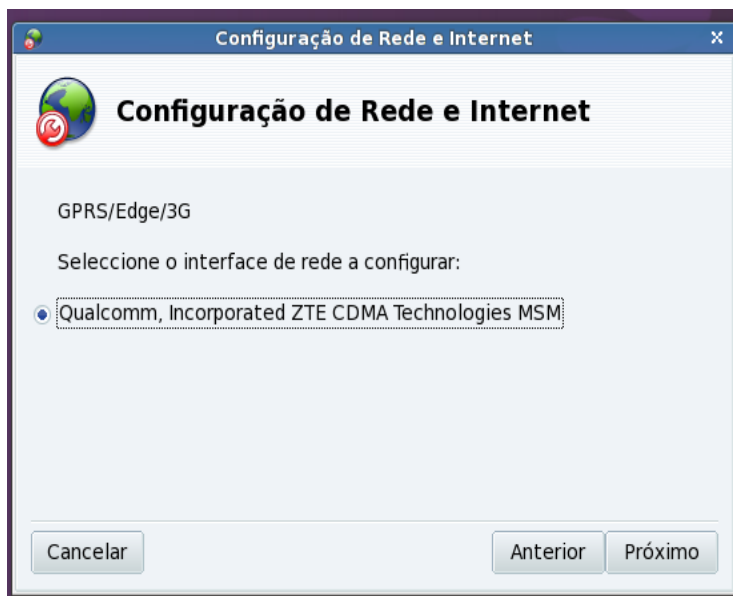 Configuração de Rede e Internet
Configuração de Rede e Internet
GPRS/Edge/3G
Seleccione o interface de rede a configurar:
Qualcomm, Incorporated ZTE CDMA Technologies MSM
Cancelar Anterior Próximo